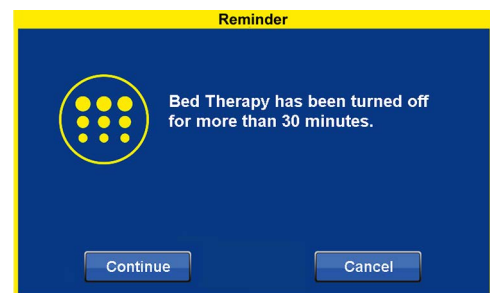 Reminder
Bed Therapy has been turned off
for more than 30 minutes.
Continue
Cancel